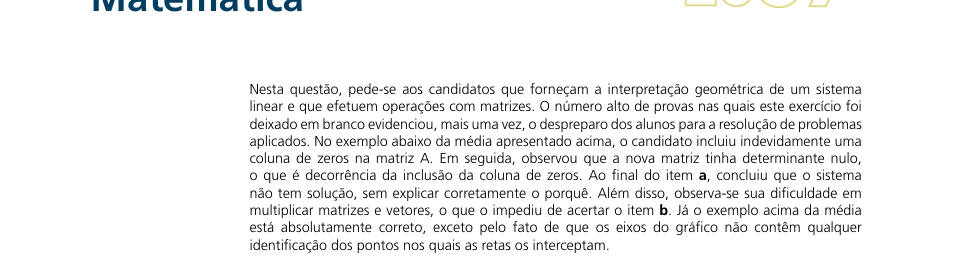 Matemática
Nesta questão, pede-se aos candidatos que forneçam a interpretação geométrica de um sistema
linear e que efetuem operações com matrizes. O número alto de provas nas quais este exercício foi
deixado em branco evidenciou, mais uma vez, o despreparo dos alunos para a resolução de problemas
aplicados. No exemplo abaixo da média apresentado acima, o candidato incluiu indevidamente uma
coluna de zeros na matriz A. Em seguida, observou que a nova matriz tinha determinante nulo,
o que é decorrência da inclusão da coluna de zeros. Ao final do item a, concluiu que o sistema
não tem solução, sem explicar corretamente o porquê. Além disso, observa-se sua dificuldade em
multiplicar matrizes e vetores, o que o impediu de acertar o item b. Já o exemplo acima da média
está absolutamente correto, exceto pelo fato de que os eixos do gráfico não contêm qualquer
identificação dos pontos nos quais as retas os interceptam.